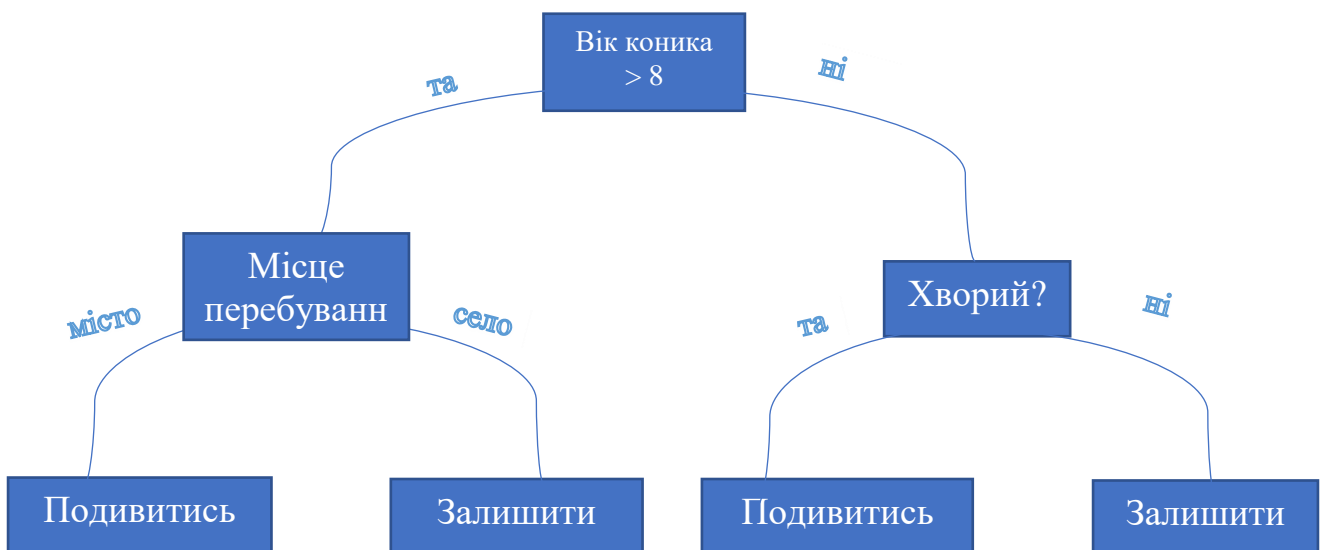 Вік коника
> 8
та
ні
Місце
перебуванн
Хворий?
місто
село
та
ні
Подивитись
Залишити
Подивитись
Залишити